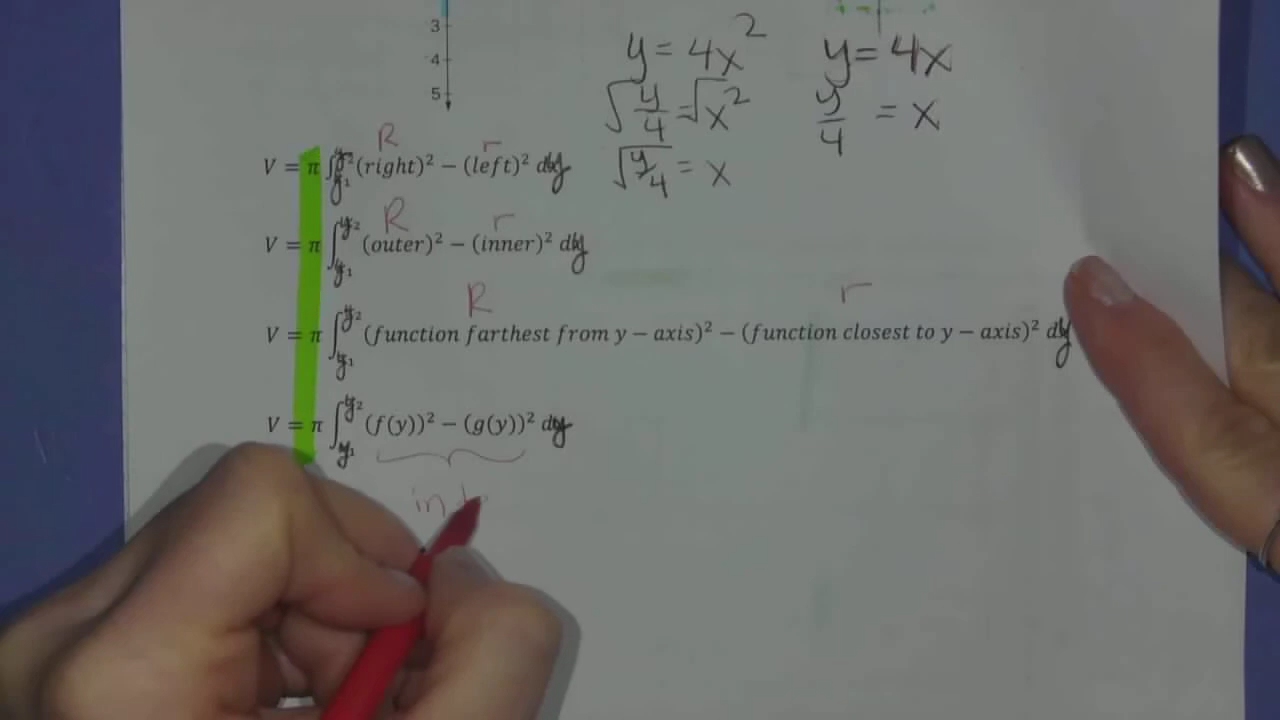 3
4
5
y = 4x²
√y/4 = √x²
√y/4 = x
y = 4x
y/4 = x
R r
V = π ∫y₁^y₂ (right)² − (left)² dy
R r
V = π ∫y₁^y₂ (outer)² − (inner)² dy
R r
V = π ∫y₁^y₂ (function farthest from y − axis)² − (function closest to y − axis)² dy
V = π ∫y₁^y₂ (f(y))² − (g(y))² dy
in